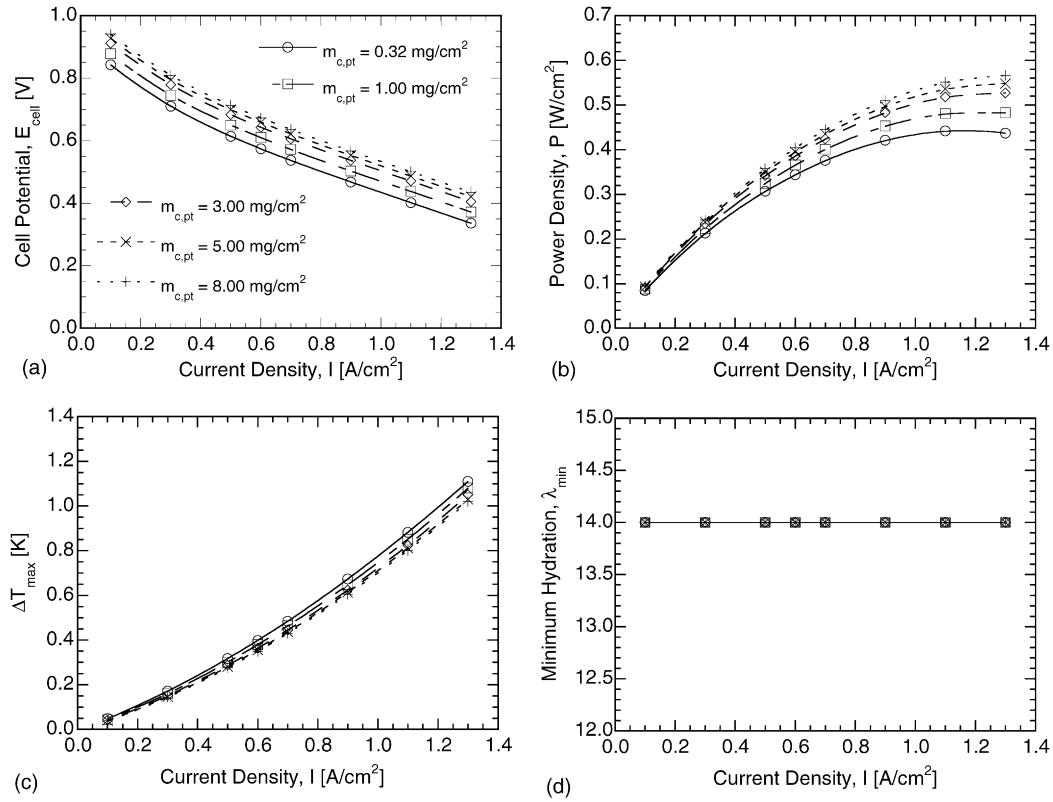 1.0
0.8
0.6
0.4
0.2
0.0
Cell Potential, E_cell [V]
m_c,pt = 0.32 mg/cm²
m_c,pt = 1.00 mg/cm²
m_c,pt = 3.00 mg/cm²
m_c,pt = 5.00 mg/cm²
m_c,pt = 8.00 mg/cm²
0.0 0.2 0.4 0.6 0.8 1.0 1.2 1.4
(a) Current Density, I [A/cm²]
0.7
0.6
0.5
0.4
0.3
0.2
0.1
0.0
Power Density, P [W/cm²]
0.0 0.2 0.4 0.6 0.8 1.0 1.2 1.4
(b) Current Density, I [A/cm²]
1.4
1.2
1.0
0.8
0.6
0.4
0.2
0.0
ΔT_max [K]
0.0 0.2 0.4 0.6 0.8 1.0 1.2 1.4
(c) Current Density, I [A/cm²]
15.0
14.5
14.0
13.5
13.0
12.5
12.0
Minimum Hydration, λ_min
0.0 0.2 0.4 0.6 0.8 1.0 1.2 1.4
(d) Current Density, I [A/cm²]